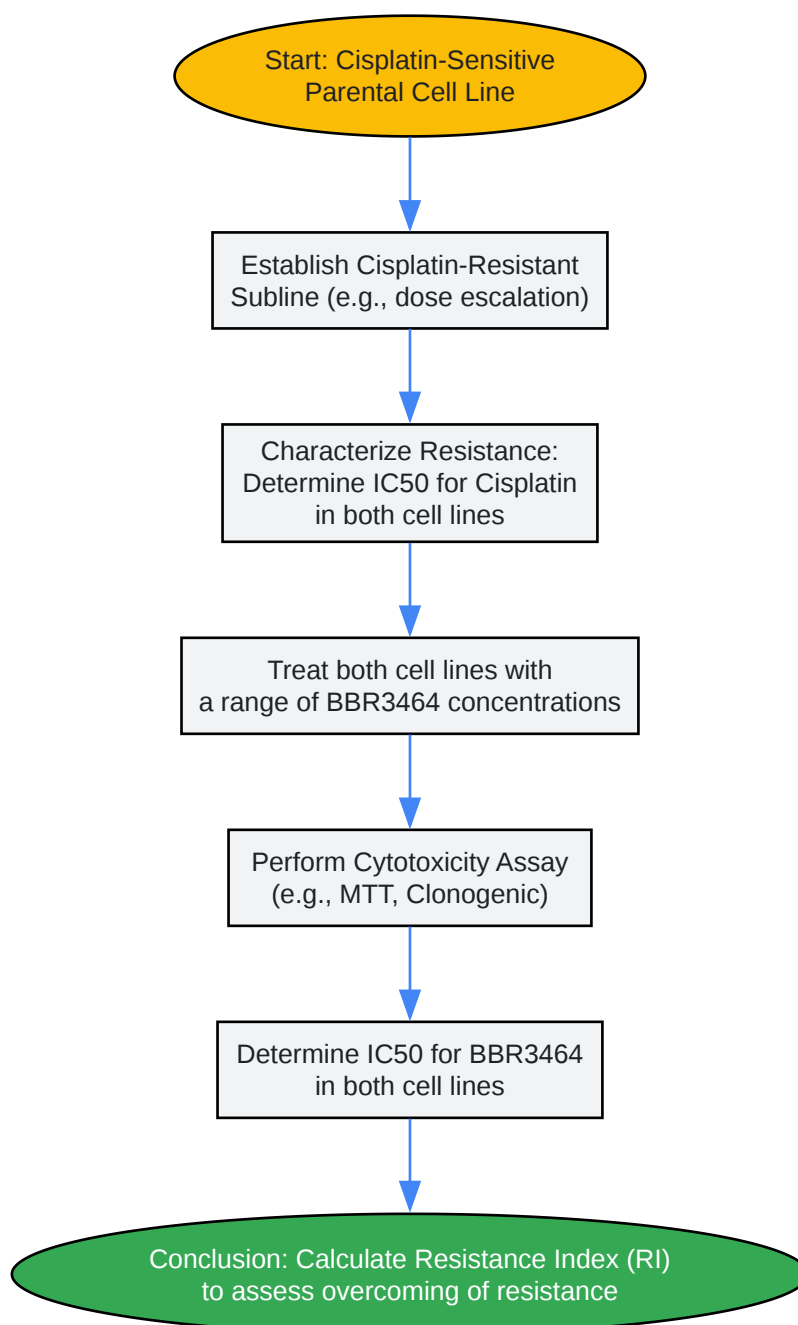 Start: Cisplatin-Sensitive
Parental Cell Line
Establish Cisplatin-Resistant
Subline (e.g., dose escalation)
Characterize Resistance:
Determine IC50 for Cisplatin
in both cell lines
Treat both cell lines with
a range of BBR3464 concentrations
Perform Cytotoxicity Assay
(e.g., MTT, Clonogenic)
Determine IC50 for BBR3464
in both cell lines
Conclusion: Calculate Resistance Index (RI)
to assess overcoming of resistance